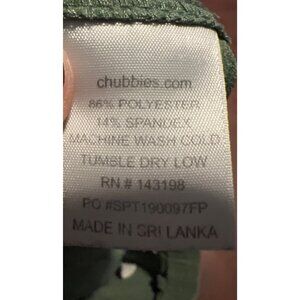 chubbies.com
86% POLYESTER
14% SPANDEX
MACHINE WASH COLD
TUMBLE DRY LOW
RN # 143198
PO #SPT190097FP
MADE IN SRI LANKA